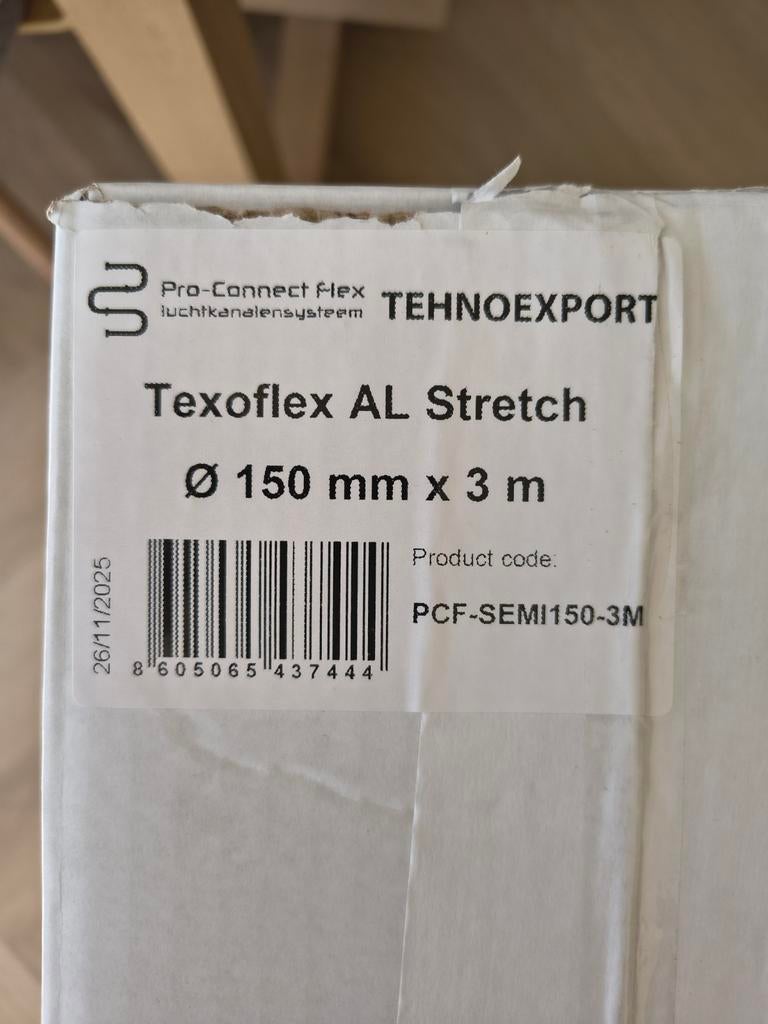 Pro-Connect flex
luchtkanalensysteem
TEHNOEXPORT
Texoflex AL Stretch
Ø 150 mm x 3 m
26/11/2025
8 605065 437444
Product code:
PCF-SEMI150-3M